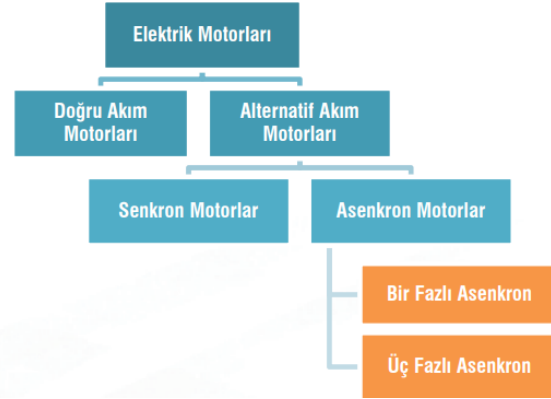 Elektrik Motorları
Doğru Akım
Motorları
Alternatif Akım
Motorları
Senkron Motorlar
Asenkron Motorlar
Bir Fazlı Asenkron
Üç Fazlı Asenkron